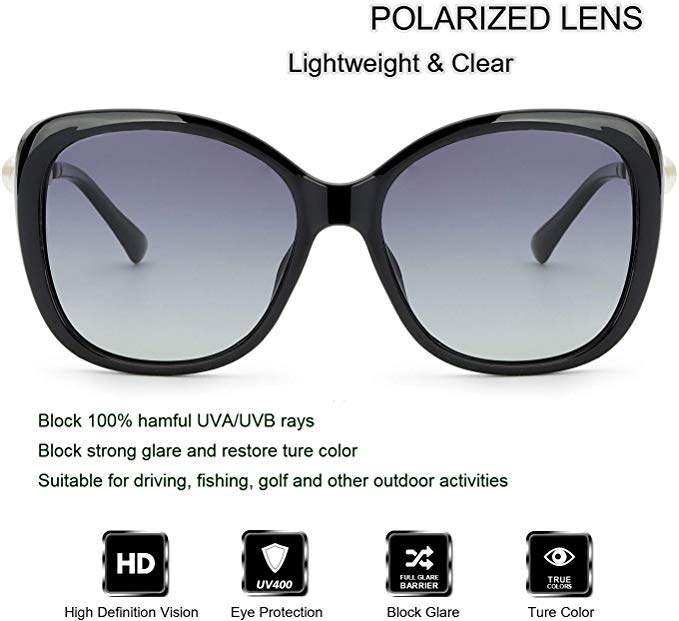 POLARIZED LENS
Lightweight & Clear
Block 100% hamful UVA/UVB rays
Block strong glare and restore ture color
Suitable for driving, fishing, golf and other outdoor activities
HD
UV400
FULL GLARE
BARRIER
TRUE
COLORS
High Definition Vision
Eye Protection
Block Glare
Ture Color